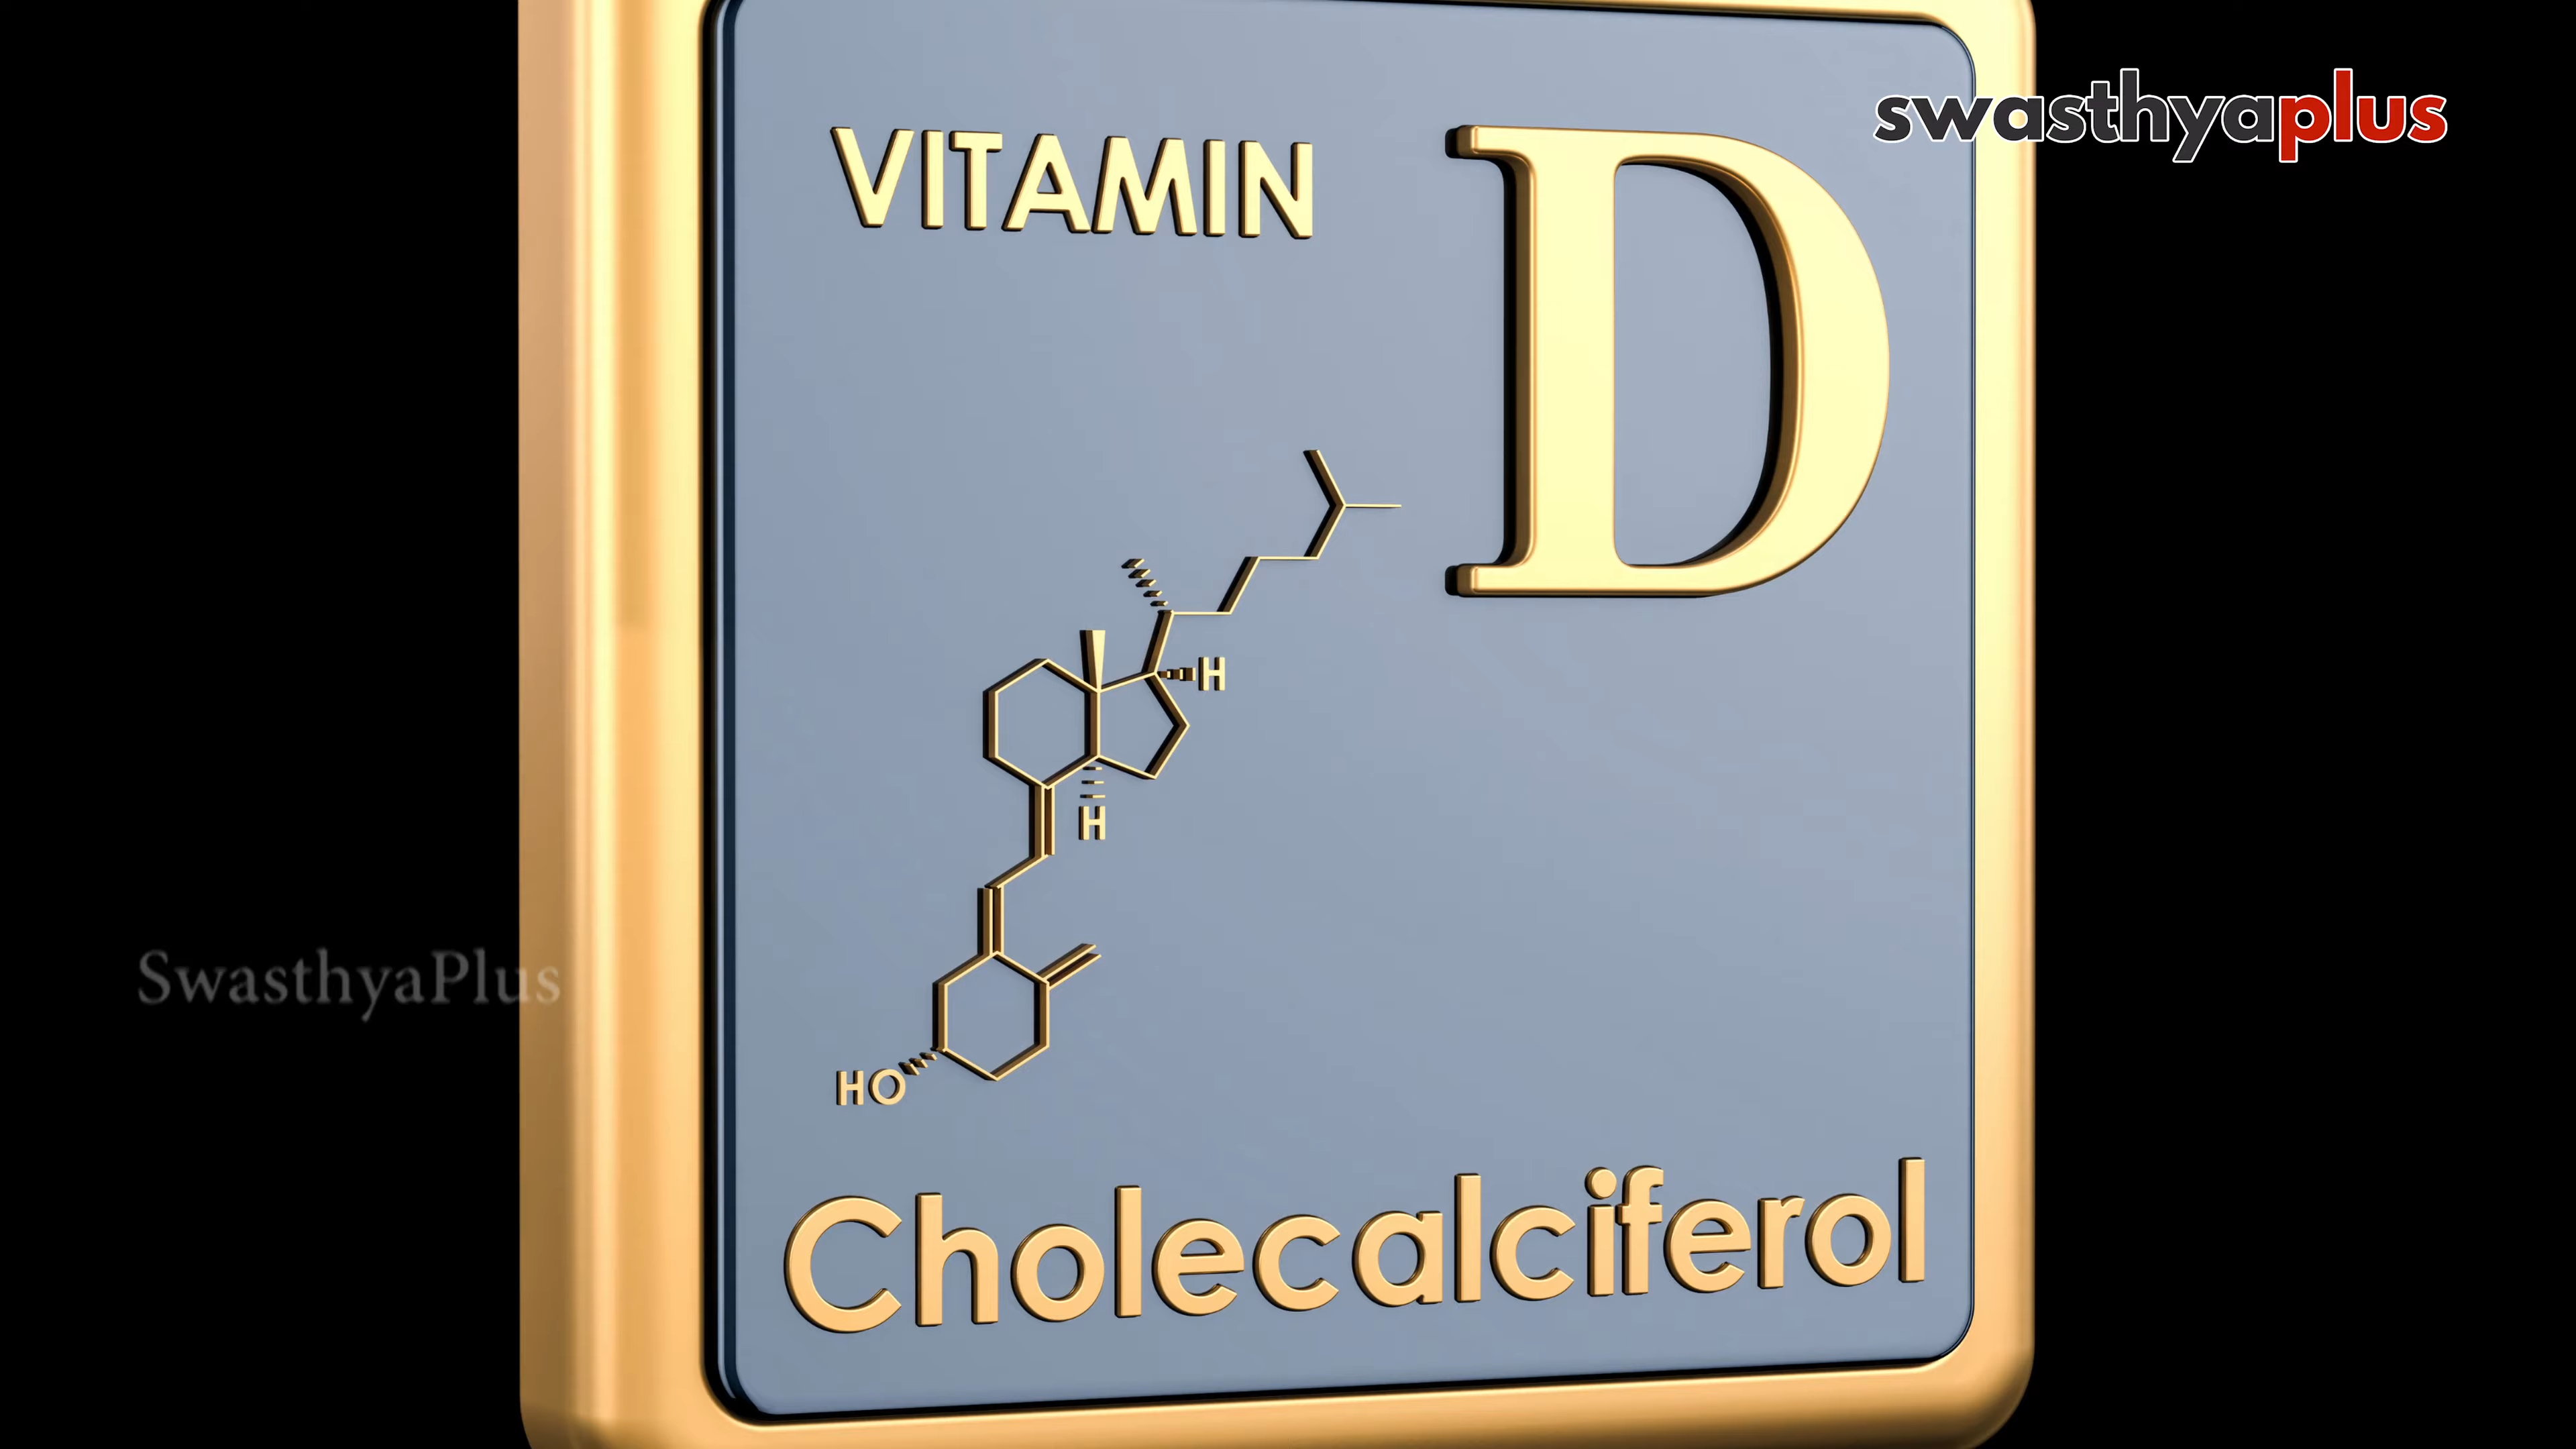 swasthyaplus
VITAMIN D
H
H
HO
SwasthyaPlus
Cholecalciferol